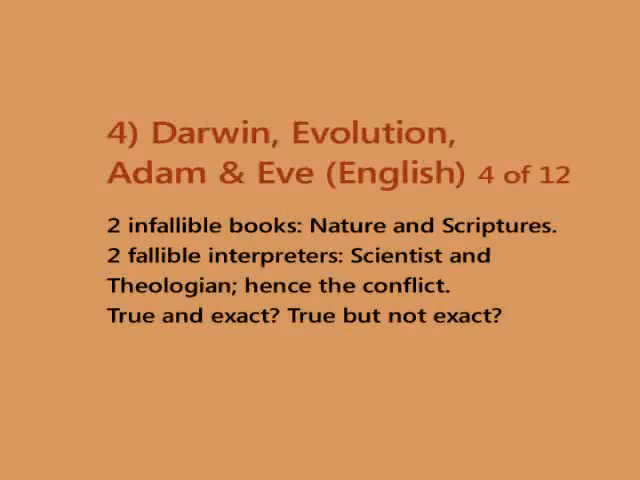 4) Darwin, Evolution,
Adam & Eve (English) 4 of 12
2 infallible books: Nature and Scriptures.
2 fallible interpreters: Scientist and
Theologian; hence the conflict.
True and exact? True but not exact?